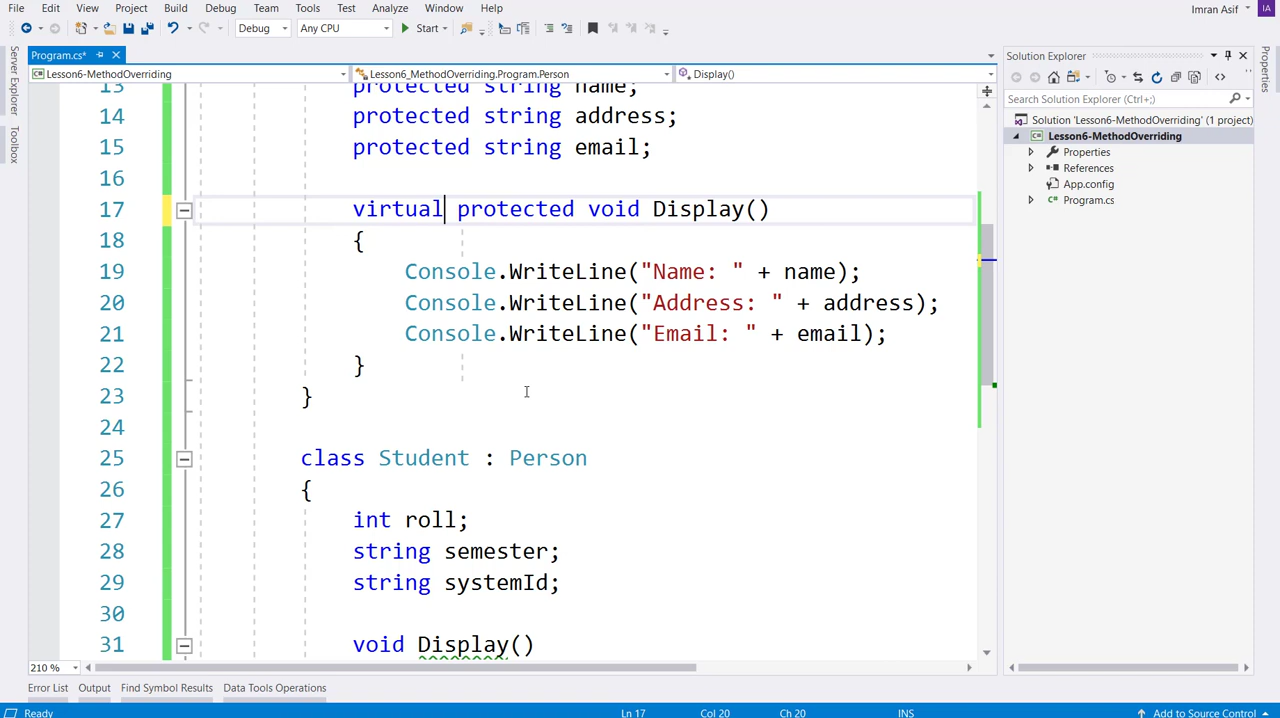 File Edit View Project Build Debug Team Tools Test Analyze Window Help
Imran Asif IA
Debug Any CPU Start
Program.cs*
Lesson6-MethodOverriding Lesson6_MethodOverriding.Program.Person Display()
13 protected string name;
14 protected string address;
15 protected string email;
16
17 virtual protected void Display()
18 {
19 Console.WriteLine("Name: " + name);
20 Console.WriteLine("Address: " + address);
21 Console.WriteLine("Email: " + email);
22 }
23 }
24
25 class Student : Person
26 {
27 int roll;
28 string semester;
29 string systemId;
30
31 void Display()
210 %
Server Explorer
Toolbox
Solution Explorer
Search Solution Explorer (Ctrl+;)
Solution 'Lesson6-MethodOverriding' (1 project)
Lesson6-MethodOverriding
Properties
References
App.config
Program.cs
Properties
Error List Output Find Symbol Results Data Tools Operations
Ready Ln 17 Col 20 Ch 20 INS Add to Source Control